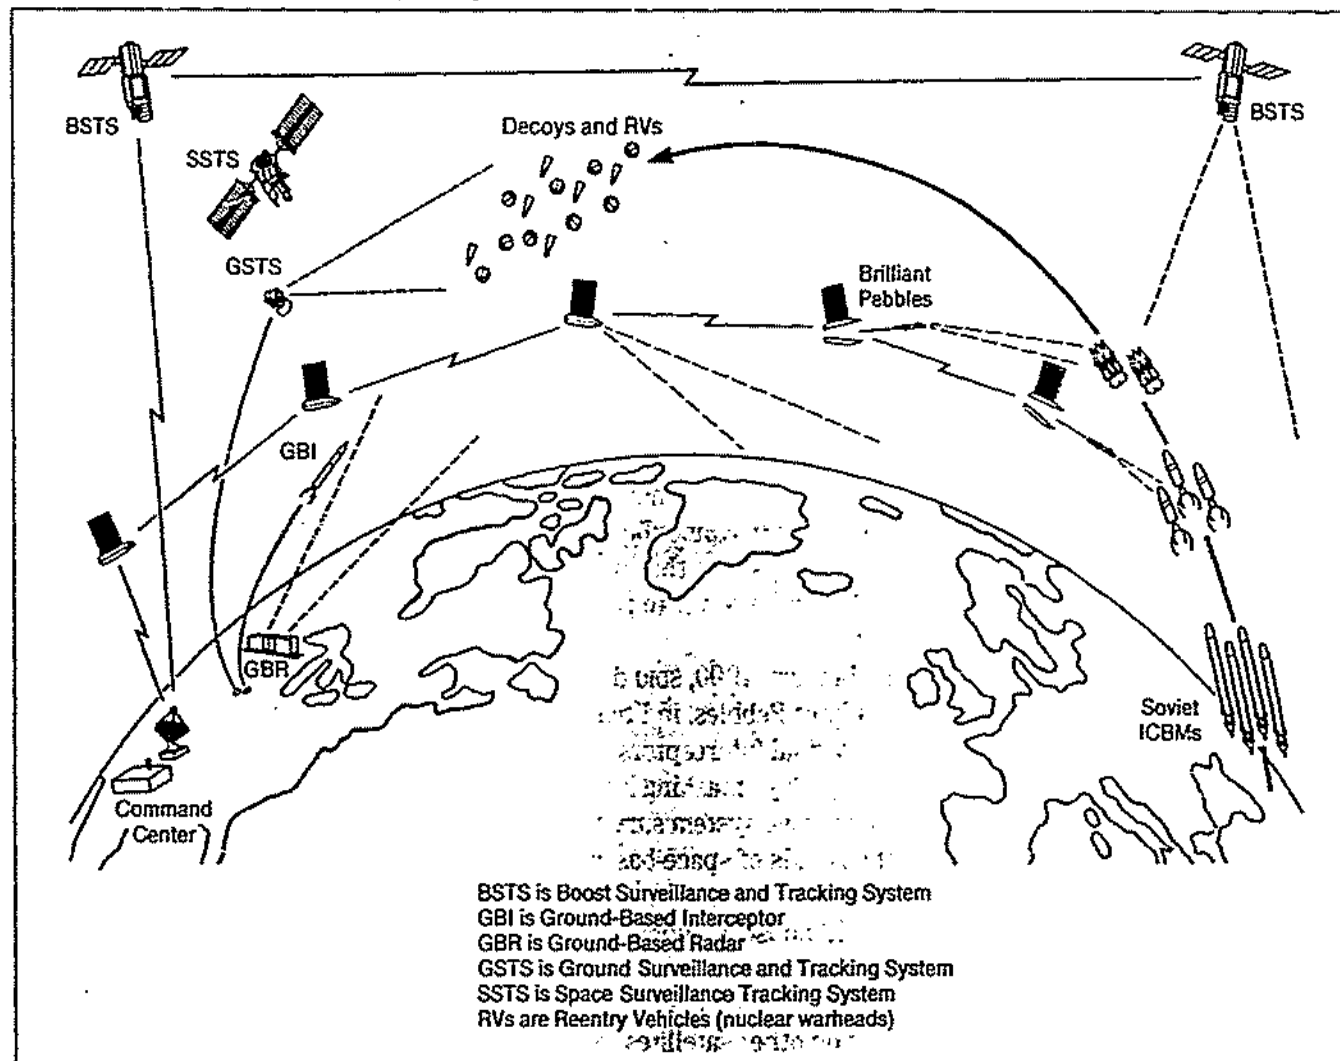 BSTS
BSTS
Decoys and RVs
SSTS
GSTS
Brilliant
Pebbles
GBI
GBR
Soviet
ICBMs
Command
Center
BSTS is Boost Surveillance and Tracking System
GBI is Ground-Based Interceptor
GBR is Ground-Based Radar
GSTS is Ground Surveillance and Tracking System
SSTS is Space Surveillance Tracking System
RVs are Reentry Vehicles (nuclear warheads)